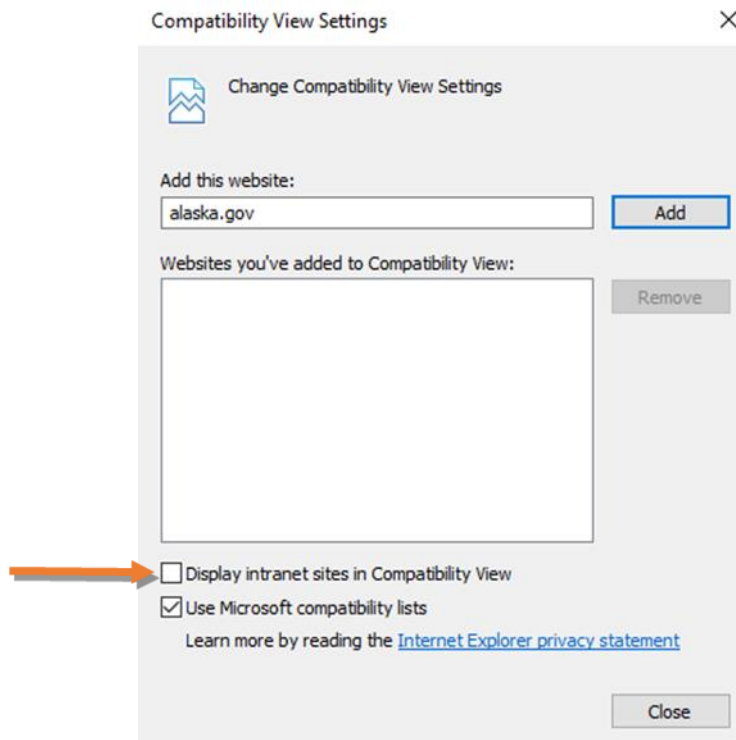 Compatibility View Settings
Change Compatibility View Settings
Add this website:
alaska.gov
Add
Websites you've added to Compatibility View:
Remove
Display intranet sites in Compatibility View
Use Microsoft compatibility lists
Learn more by reading the Internet Explorer privacy statement
Close